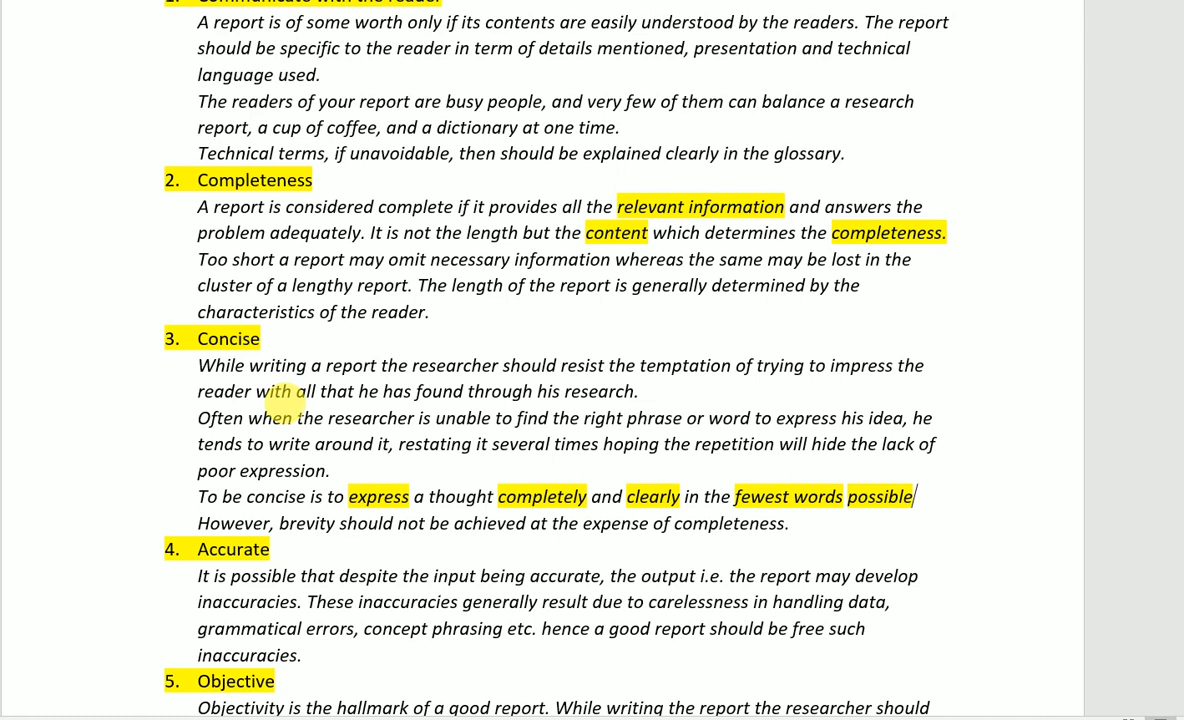 1. Communicate with the reader
A report is of some worth only if its contents are easily understood by the readers. The report
should be specific to the reader in term of details mentioned, presentation and technical
language used.
The readers of your report are busy people, and very few of them can balance a research
report, a cup of coffee, and a dictionary at one time.
Technical terms, if unavoidable, then should be explained clearly in the glossary.
2. Completeness
A report is considered complete if it provides all the relevant information and answers the
problem adequately. It is not the length but the content which determines the completeness.
Too short a report may omit necessary information whereas the same may be lost in the
cluster of a lengthy report. The length of the report is generally determined by the
characteristics of the reader.
3. Concise
While writing a report the researcher should resist the temptation of trying to impress the
reader with all that he has found through his research.
Often when the researcher is unable to find the right phrase or word to express his idea, he
tends to write around it, restating it several times hoping the repetition will hide the lack of
poor expression.
To be concise is to express a thought completely and clearly in the fewest words possible
However, brevity should not be achieved at the expense of completeness.
4. Accurate
It is possible that despite the input being accurate, the output i.e. the report may develop
inaccuracies. These inaccuracies generally result due to carelessness in handling data,
grammatical errors, concept phrasing etc. hence a good report should be free such
inaccuracies.
5. Objective
Objectivity is the hallmark of a good report. While writing the report the researcher should